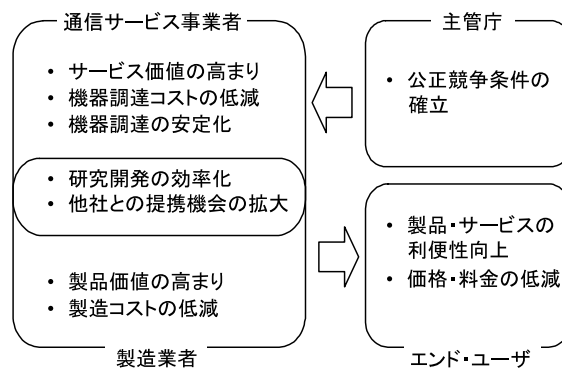 通信サービス事業者
・ サービス価値の高まり
・ 機器調達コストの低減
・ 機器調達の安定化
・ 研究開発の効率化
・ 他社との提携機会の拡大
・ 製品価値の高まり
・ 製造コストの低減
製造業者
主管庁
・ 公正競争条件の
確立
・ 製品・サービスの
利便性向上
・ 価格・料金の低減
エンド・ユーザ